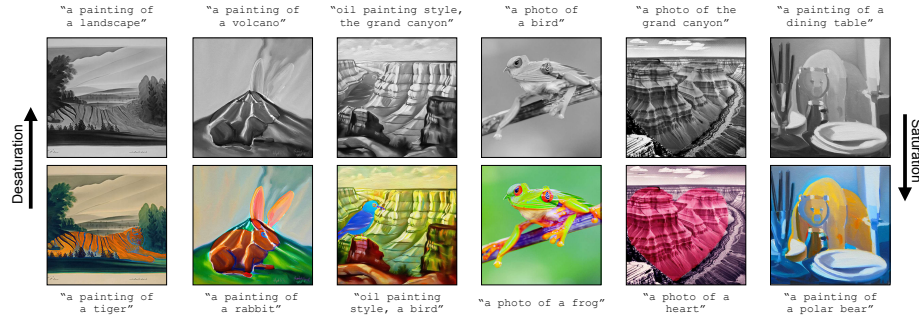 “a painting of
a landscape”
“a painting of
a volcano”
“oil painting style,
the grand canyon”
“a photo of
a bird”
“a photo of the
grand canyon”
“a painting of a
dining table”
Desaturation
Saturation
“a painting of
a tiger”
“a painting of
a rabbit”
“oil painting
style, a bird”
“a photo of a frog”
“a photo of a
heart”
“a painting of
a polar bear”